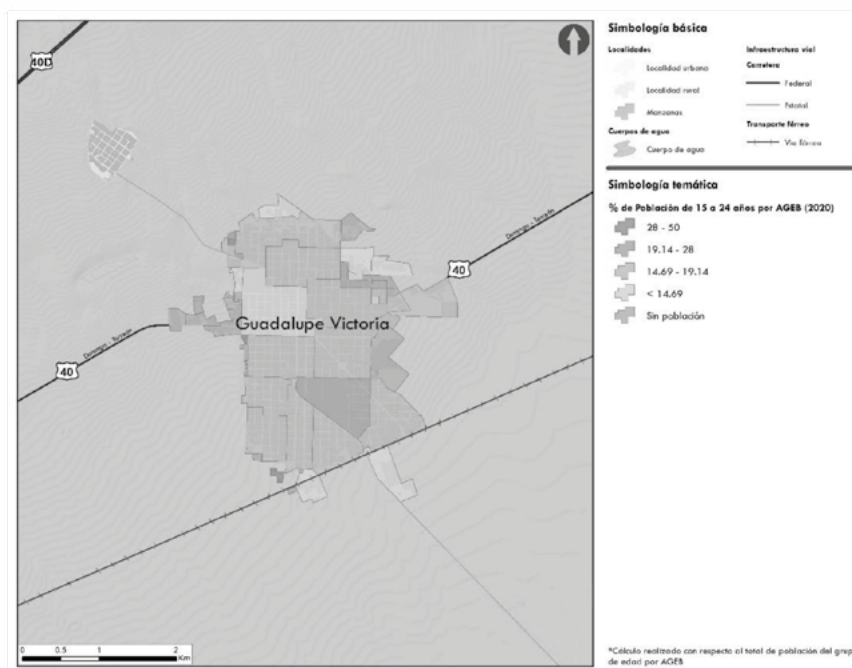 40D
Durango - Torreón
40
Guadalupe Victoria
Durango - Torreón
40
0 0.5 1 2
Km
Simbología básica
Localidades
Localidad urbana
Localidad rural
Manzanas
Cuerpos de agua
Cuerpo de agua
Infraestructura vial
Carretera
Federal
Estatal
Transporte férreo
Vía férrea
Simbología temática
% de Población de 15 a 24 años por AGEB (2020)
28 - 50
19.14 - 28
14.69 - 19.14
< 14.69
Sin población
*Cálculo realizado con respecto al total de población del grup
de edad por AGEB